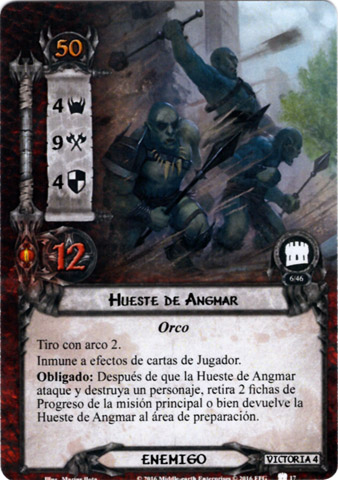 50
4
9
4
12
6/46
HUESTE DE ANGMAR
Orco
Tiro con arco 2.
Inmune a efectos de cartas de Jugador.
Obligado: Después de que la Hueste de Angmar
ataque y destruya un personaje, retira 2 fichas de
Progreso de la misión principal o bien devuelve la
Hueste de Angmar al área de preparación.
ENEMIGO
VICTORIA 4
© 2016 Middle-earth Enterprises © 2016 FFG
17